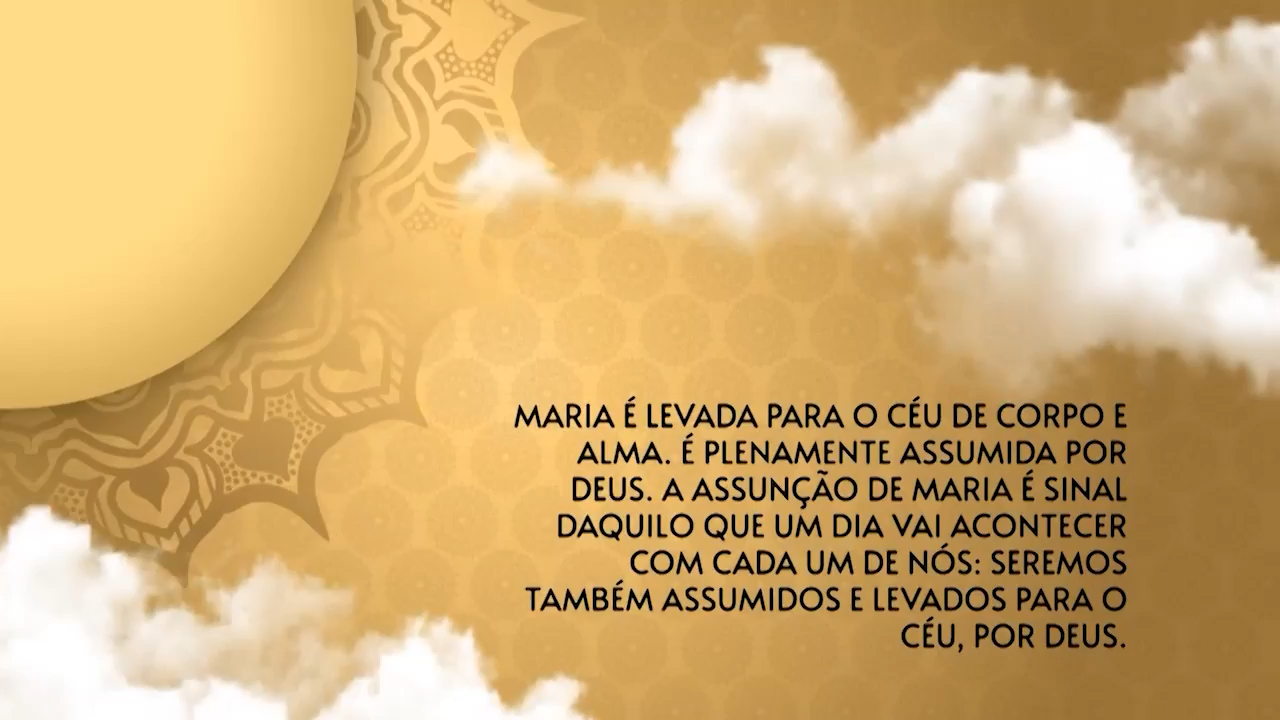 MARIA É LEVADA PARA O CÉU DE CORPO E
ALMA. É PLENAMENTE ASSUMIDA POR
DEUS. A ASSUNÇÃO DE MARIA É SINAL
DAQUILO QUE UM DIA VAI ACONTECER
COM CADA UM DE NÓS: SEREMOS
TAMBÉM ASSUMIDOS E LEVADOS PARA O
CÉU, POR DEUS.